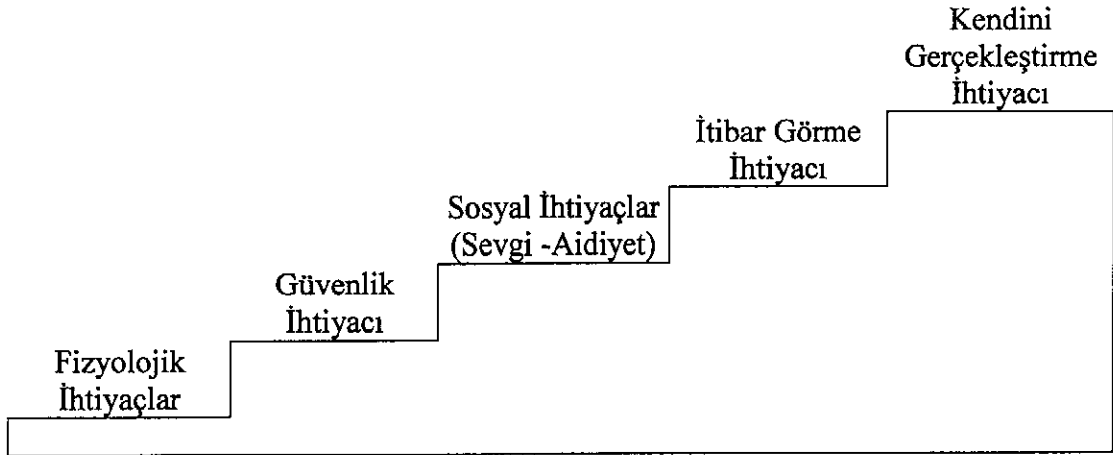 Kendini
Gerçekleştirme
İhtiyacı
İtibar Görme
İhtiyacı
Sosyal İhtiyaçlar
(Sevgi -Aidiyet)
Güvenlik
İhtiyacı
Fizyolojik
İhtiyaçlar